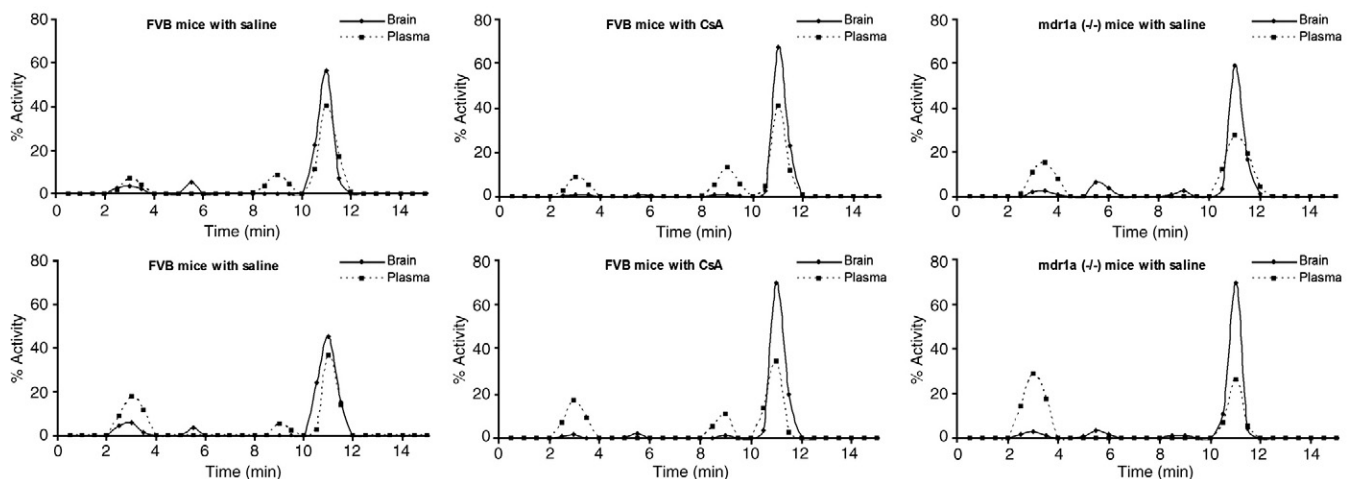 FVB mice with saline
Brain
Plasma
80
60
40
20
0
% Activity
0 2 4 6 8 10 12 14
Time (min)
FVB mice with CsA
Brain
Plasma
80
60
40
20
0
% Activity
0 2 4 6 8 10 12 14
Time (min)
mdr1a (-/-) mice with saline
Brain
Plasma
80
60
40
20
0
% Activity
0 2 4 6 8 10 12 14
Time (min)
FVB mice with saline
Brain
Plasma
80
60
40
20
0
% Activity
0 2 4 6 8 10 12 14
Time (min)
FVB mice with CsA
Brain
Plasma
80
60
40
20
0
% Activity
0 2 4 6 8 10 12 14
Time (min)
mdr1a (-/-) mice with saline
Brain
Plasma
80
60
40
20
0
% Activity
0 2 4 6 8 10 12 14
Time (min)